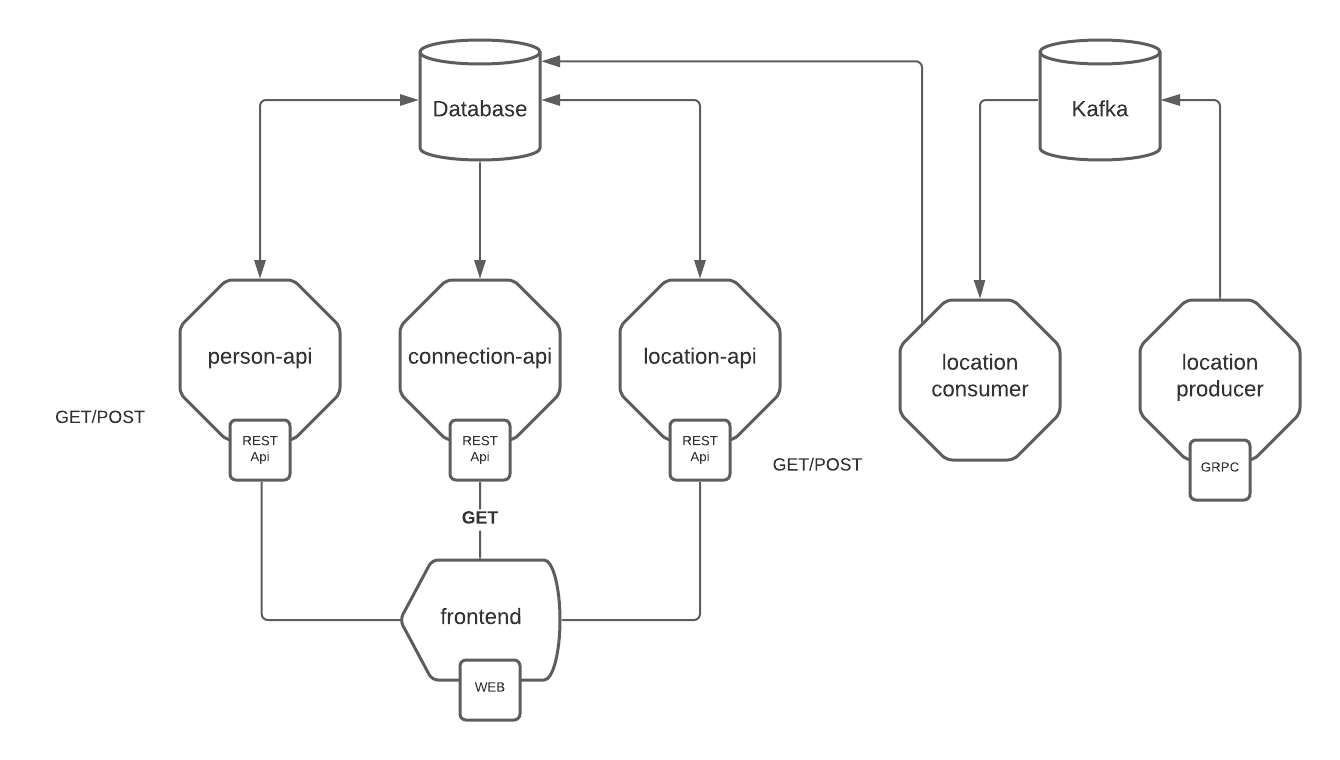 Database
Kafka
person-api
connection-api
location-api
location
consumer
location
producer
GET/POST
REST
Api
REST
Api
REST
Api
GET/POST
GRPC
GET
frontend
WEB